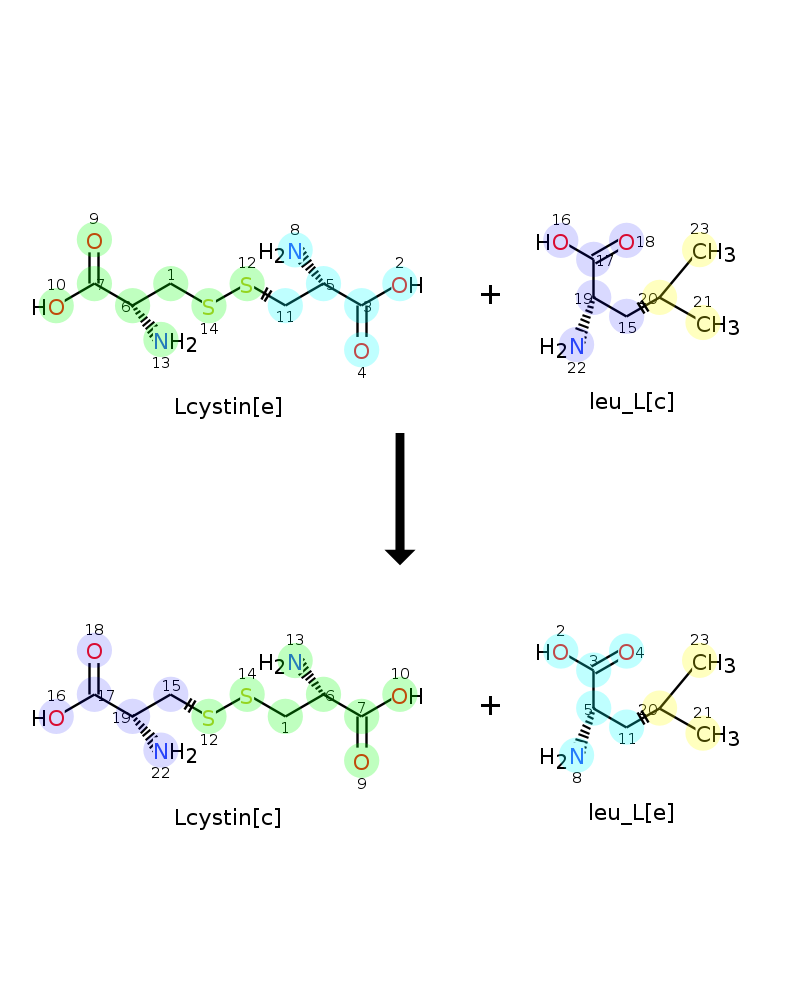 9 8 12 2 16 23
O H2N S OH HO O 18 CH3
10 7 1 5 17
HO 6 S 11 3 19 20 21
14 15 CH3
NH2 O H2N
13 4 22
Lcystin[e] + leu_L[c]
18 13 14 10 2 23
O H2N S OH HO O 4 CH3
16 17 15 6 3
HO 19 S 1 7 5 20 21
12 11 CH3
NH2 O H2N
22 9 8
Lcystin[c] + leu_L[e]